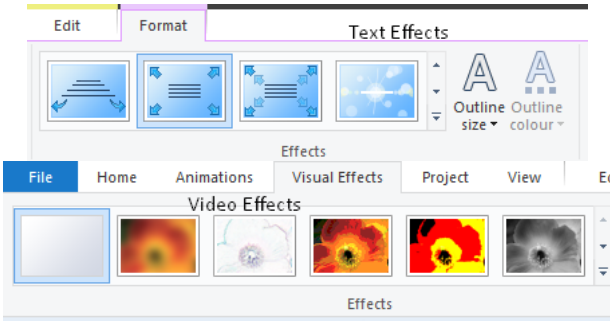 Edit Format Text Effects
Outline Outline
size colour
Effects
File Home Animations Visual Effects Project View
Video Effects
Effects